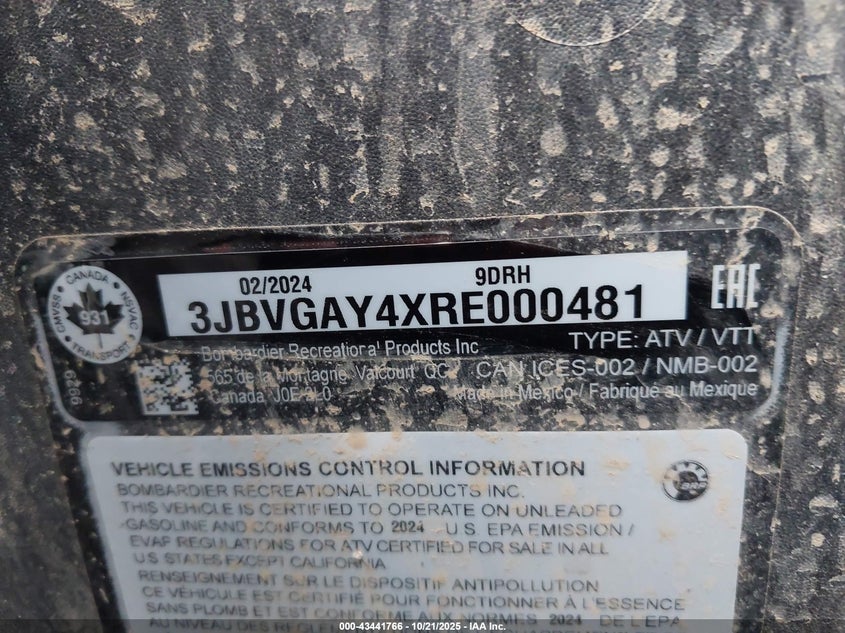 02/2024 9DRH
3JBVGAY4XRE000481
EAC
CANADA
CMVSS NSVAC
931
TRANSPORT
TYPE: ATV / VTT
Bombardier Recreational Products Inc
565 de la Montagne, Valcourt QC CAN ICES-002 / NMB-002
Canada, J0E 2L0 Made in Mexico / Fabriqué au Mexique
9629
VEHICLE EMISSIONS CONTROL INFORMATION
BRP
BOMBARDIER RECREATIONAL PRODUCTS INC.
THIS VEHICLE IS CERTIFIED TO OPERATE ON UNLEADED
GASOLINE AND CONFORMS TO 2024 U.S. EPA EMISSION /
EVAP REGULATIONS FOR ATV CERTIFIED FOR SALE IN ALL
U.S STATES EXCEPT CALIFORNIA
RENSEIGNEMENT SUR LE DISPOSITIF ANTIPOLLUTION
CE VÉHICULE EST CERTIFIÉ POUR FONCTIONNER À L'ESSENCE
SANS PLOMB ET EST CONFORME AUX NORMES 2024 DE L'EPA
000-43441766 - 10/21/2025 - IAA Inc.